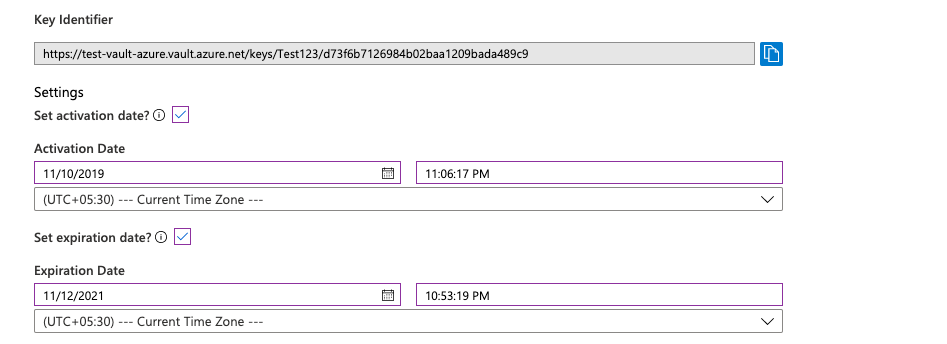 Key Identifier
https://test-vault-azure.vault.azure.net/keys/Test123/d73f6b7126984b02baa1209bada489c9
Settings
Set activation date?
Activation Date
11/10/2019 11:06:17 PM
(UTC+05:30) --- Current Time Zone ---
Set expiration date?
Expiration Date
11/12/2021 10:53:19 PM
(UTC+05:30) --- Current Time Zone ---